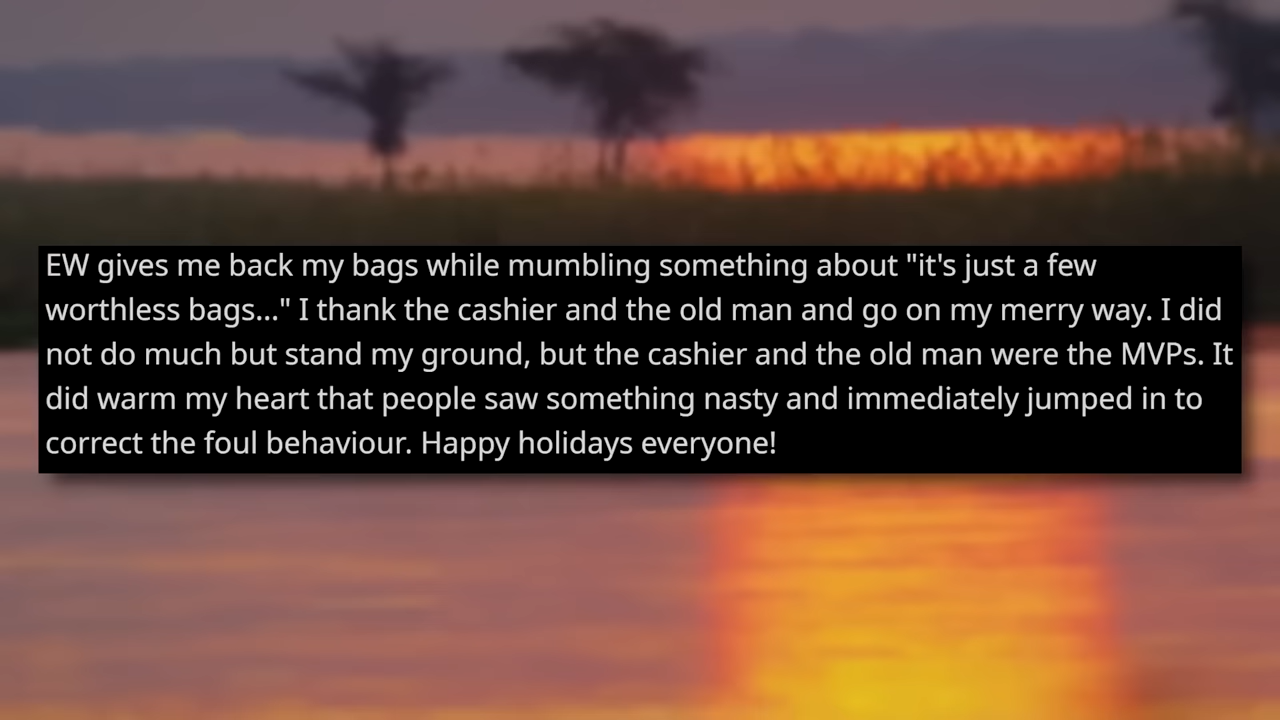 EW gives me back my bags while mumbling something about "it's just a few
worthless bags..." I thank the cashier and the old man and go on my merry way. I did
not do much but stand my ground, but the cashier and the old man were the MVPs. It
did warm my heart that people saw something nasty and immediately jumped in to
correct the foul behaviour. Happy holidays everyone!